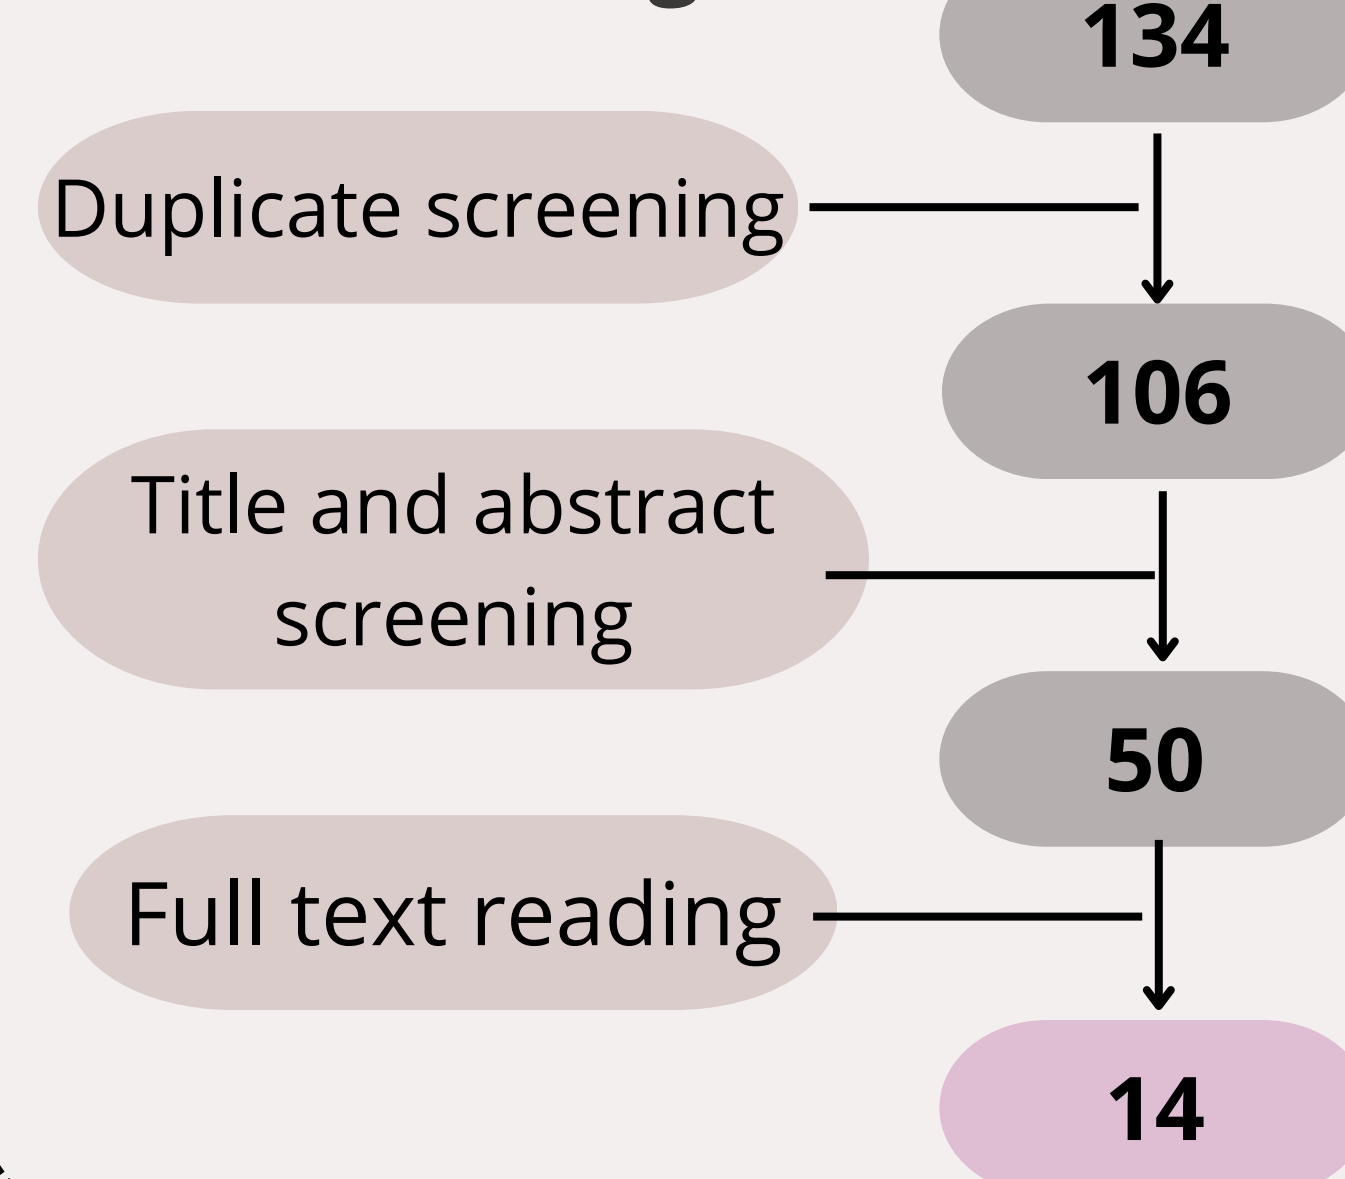 134
Duplicate screening
106
Title and abstract
screening
50
Full text reading
14